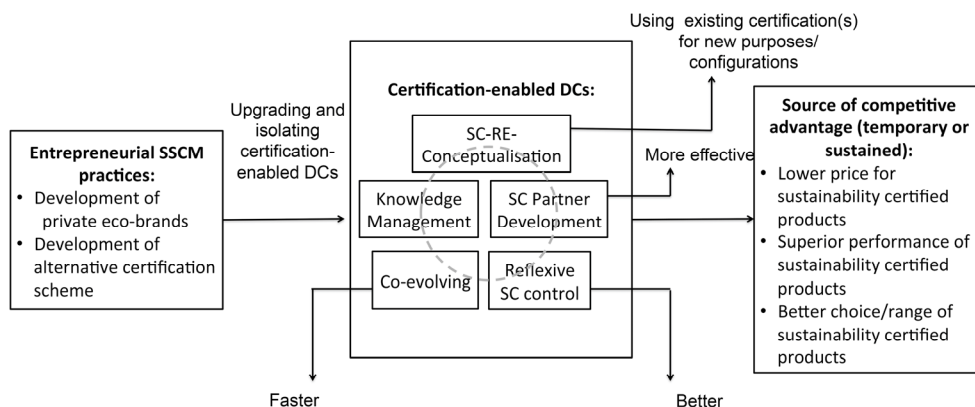 Using existing certification(s)
for new purposes/
configurations
Upgrading and
isolating
certification-
enabled DCs
Entrepreneurial SSCM
practices:
• Development of
private eco-brands
• Development of
alternative certification
scheme
Certification-enabled DCs:
SC-RE-
Conceptualisation
Knowledge
Management
SC Partner
Development
Co-evolving
Reflexive
SC control
More effective
Source of competitive
advantage (temporary or
sustained):
• Lower price for
sustainability certified
products
• Superior performance of
sustainability certified
products
• Better choice/range of
sustainability certified
products
Faster
Better